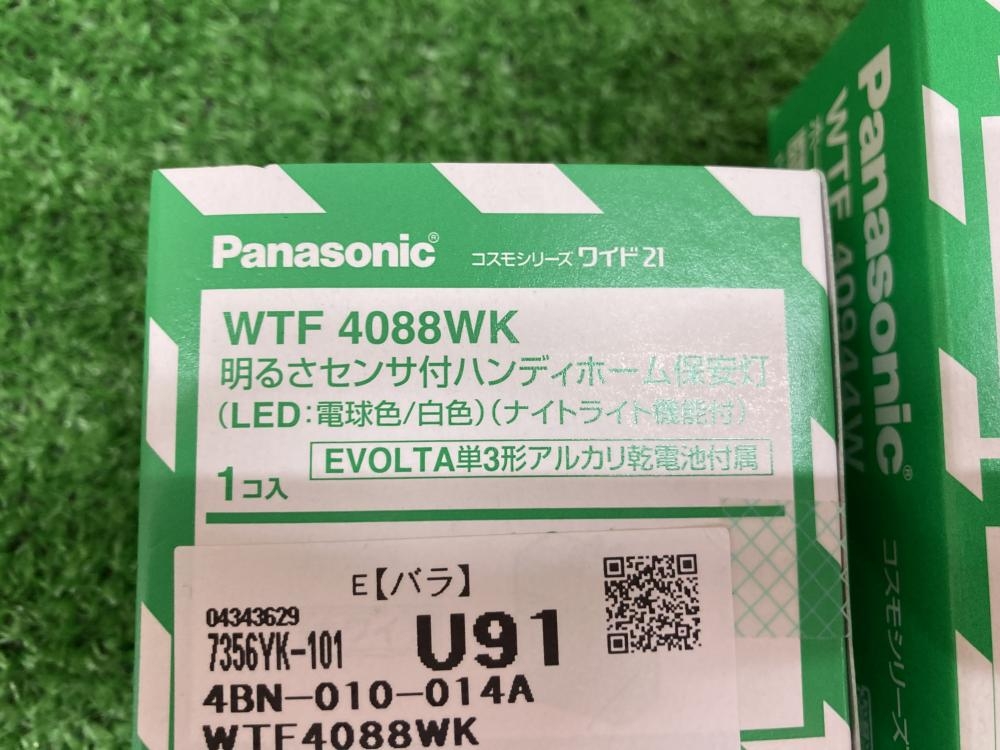 Panasonic® コスモシリーズ ワイド21
WTF 4088WK
明るさセンサ付ハンディホーム保安灯
(LED:電球色/白色)(ナイトライト機能付)
EVOLTA単3形アルカリ乾電池付属
1コ入
E【バラ】
04343629
7356YK-101
U91
4BN-010-014A
WTF4088WK
Panasonic®
コスモシリーズ
WTF 40944W